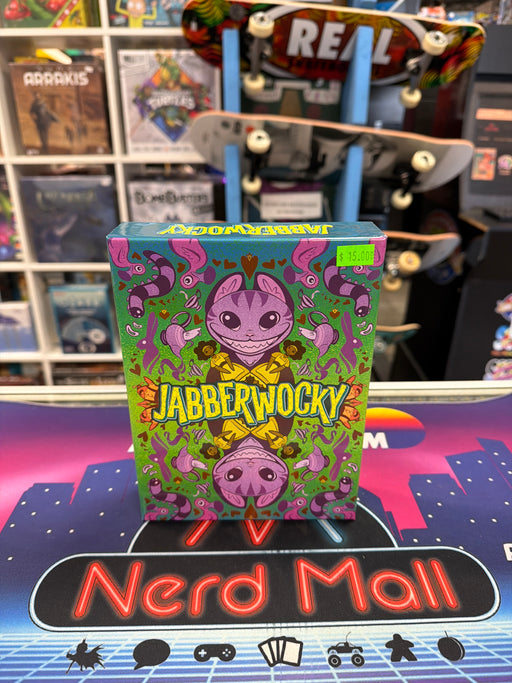 REAL
ARRAKIS
TURTLES
JABBERWOCKY
$ 15.00
JABBERWOCKY
Nerd Mall